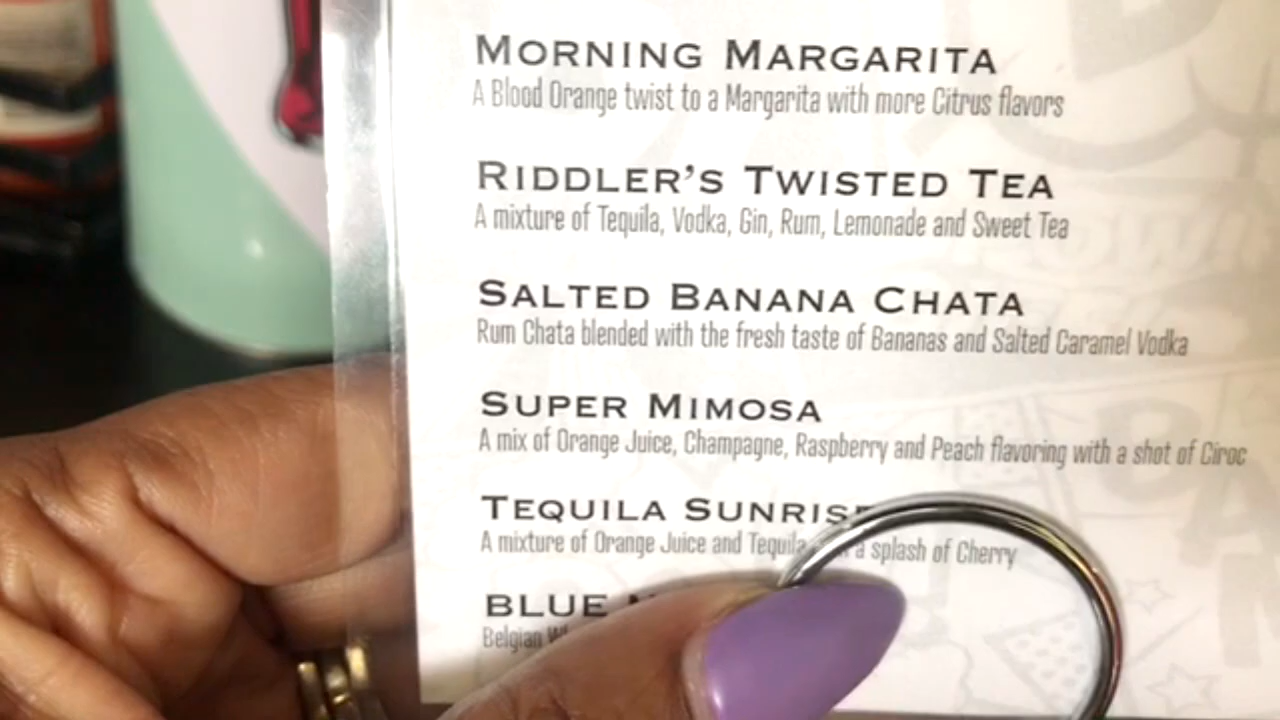 MORNING MARGARITA
A Blood Orange twist to a Margarita with more Citrus flavors
RIDDLER'S TWISTED TEA
A mixture of Tequila, Vodka, Gin, Rum, Lemonade and Sweet Tea
SALTED BANANA CHATA
Rum Chata blended with the fresh taste of Bananas and Salted Caramel Vodka
SUPER MIMOSA
A mix of Orange Juice, Champagne, Raspberry and Peach flavoring with a shot of Ciroc
TEQUILA SUNRISE
A mixture of Orange Juice and Tequila a splash of Cherry
BLUE
Belgian